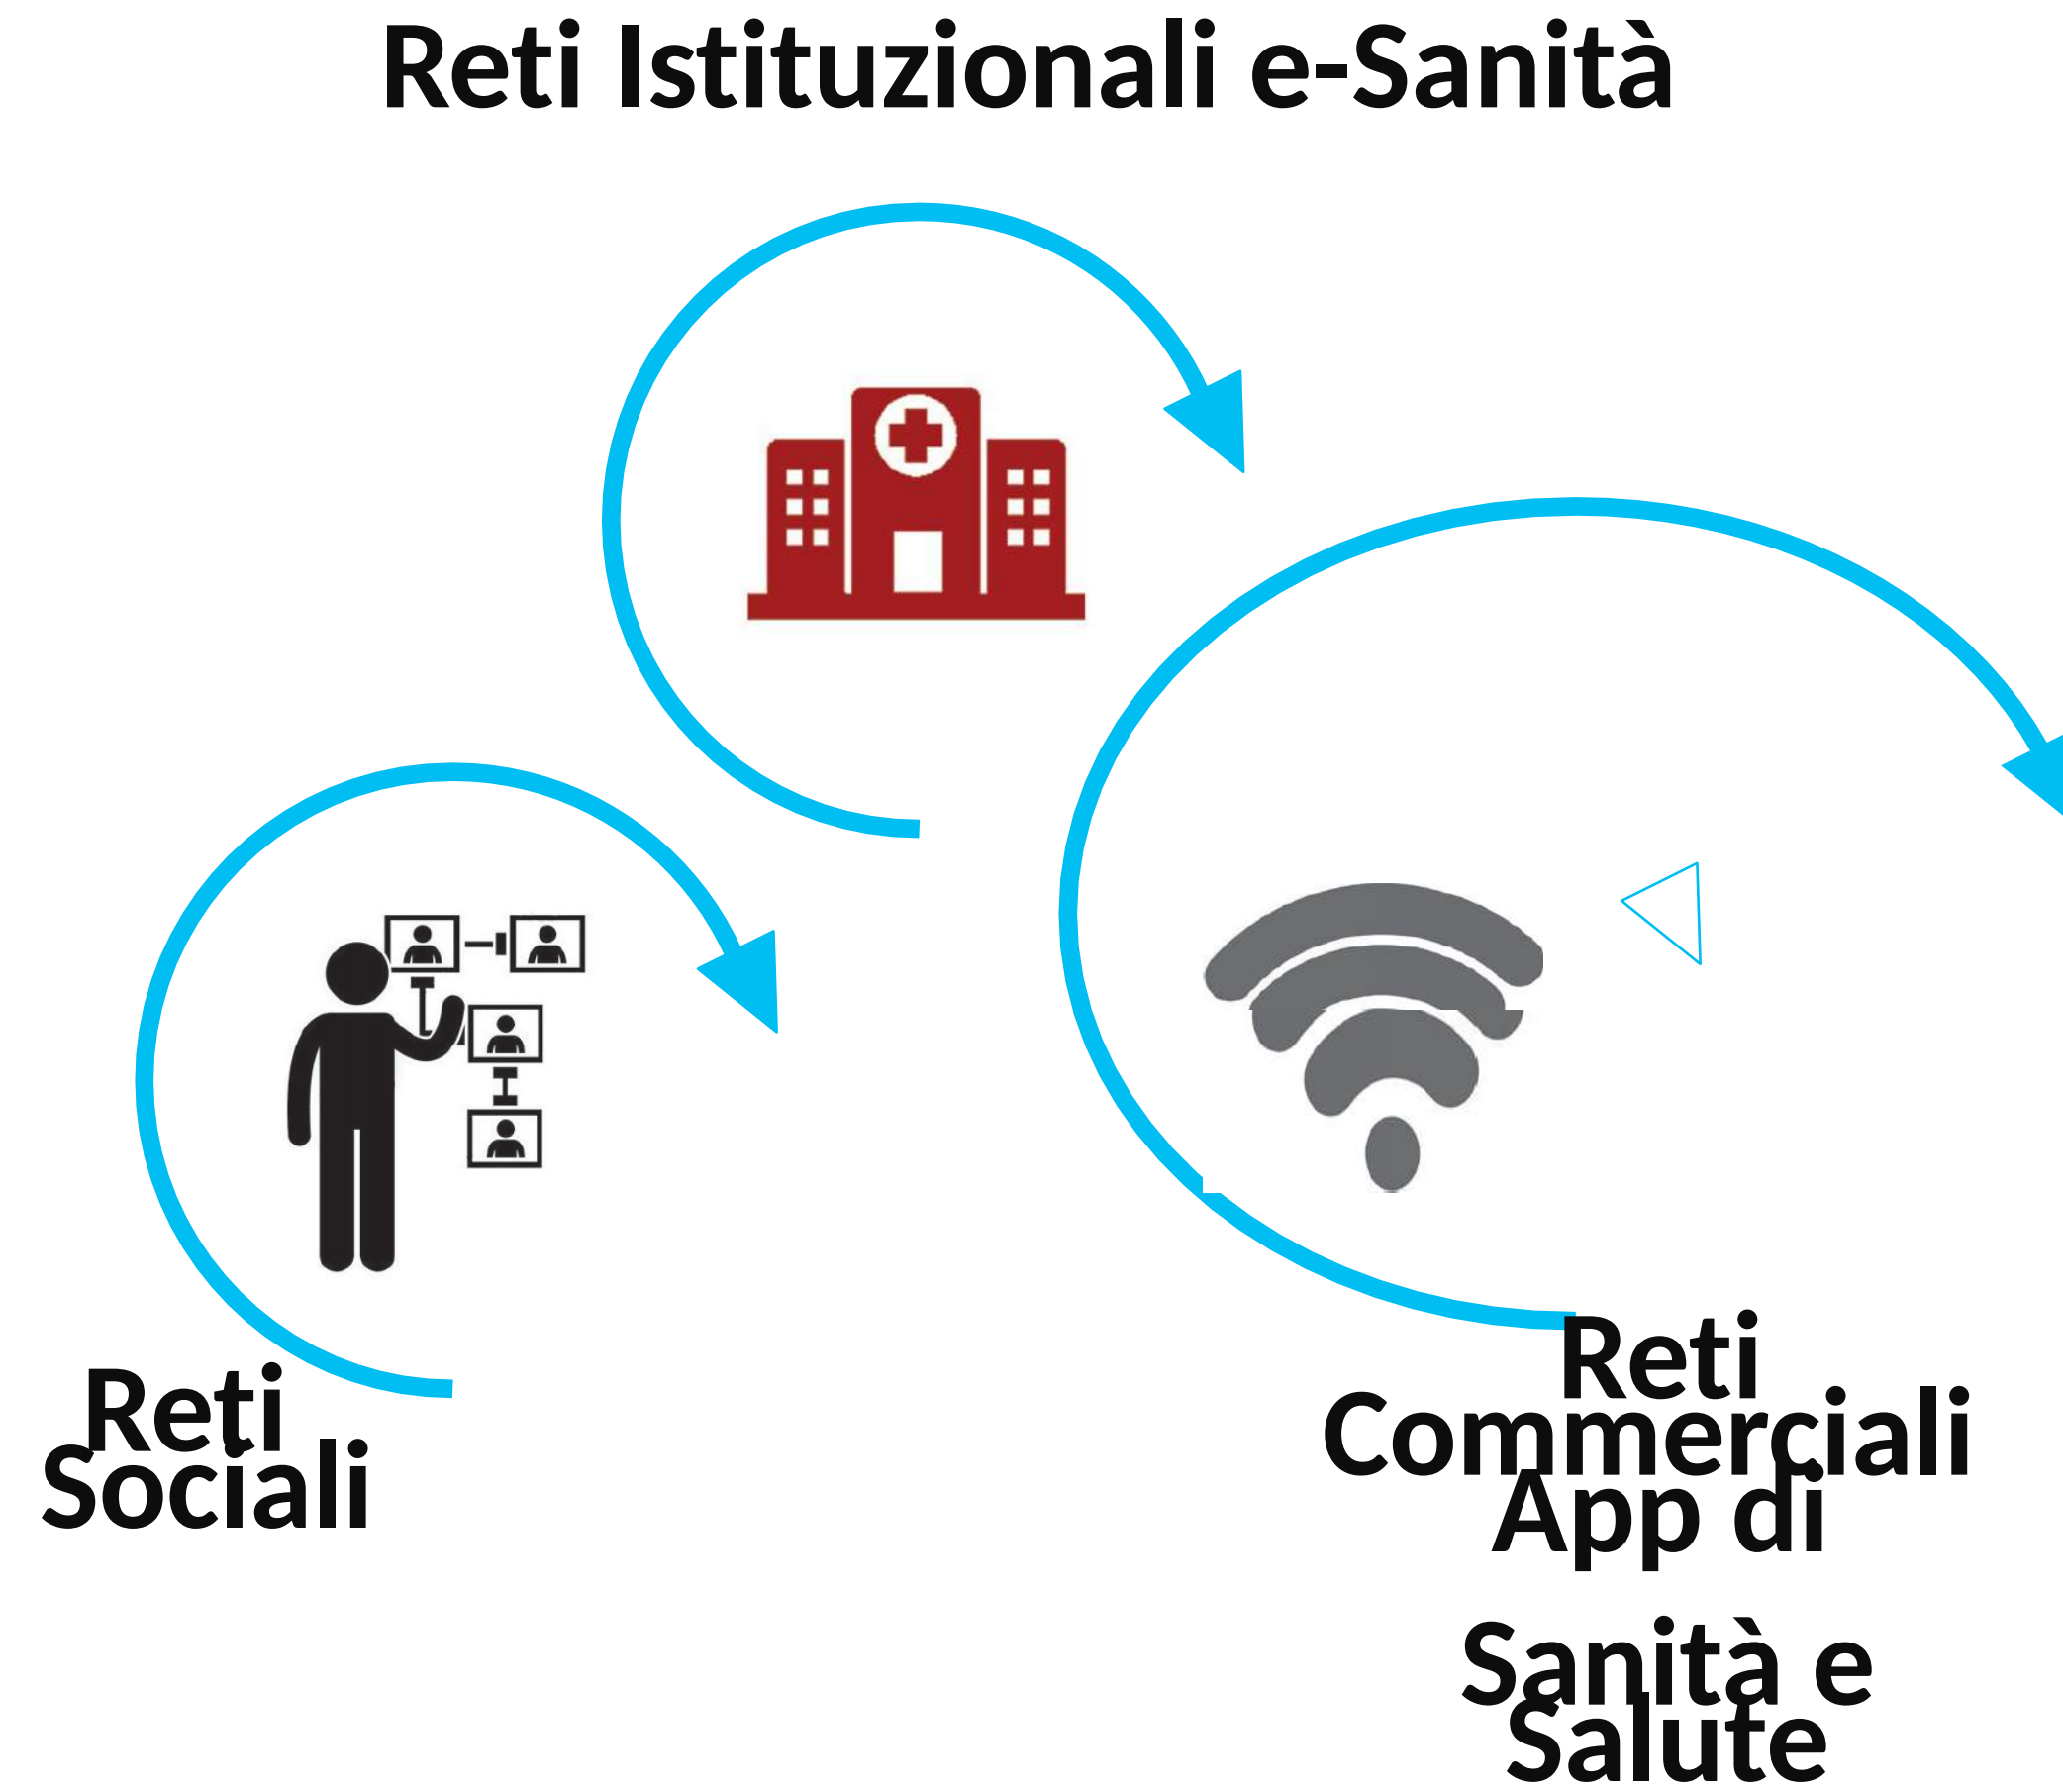 Reti Istituzionali e-Sanità
Reti
Sociali
Reti
Commerciali
App di
Sanità e
Salute